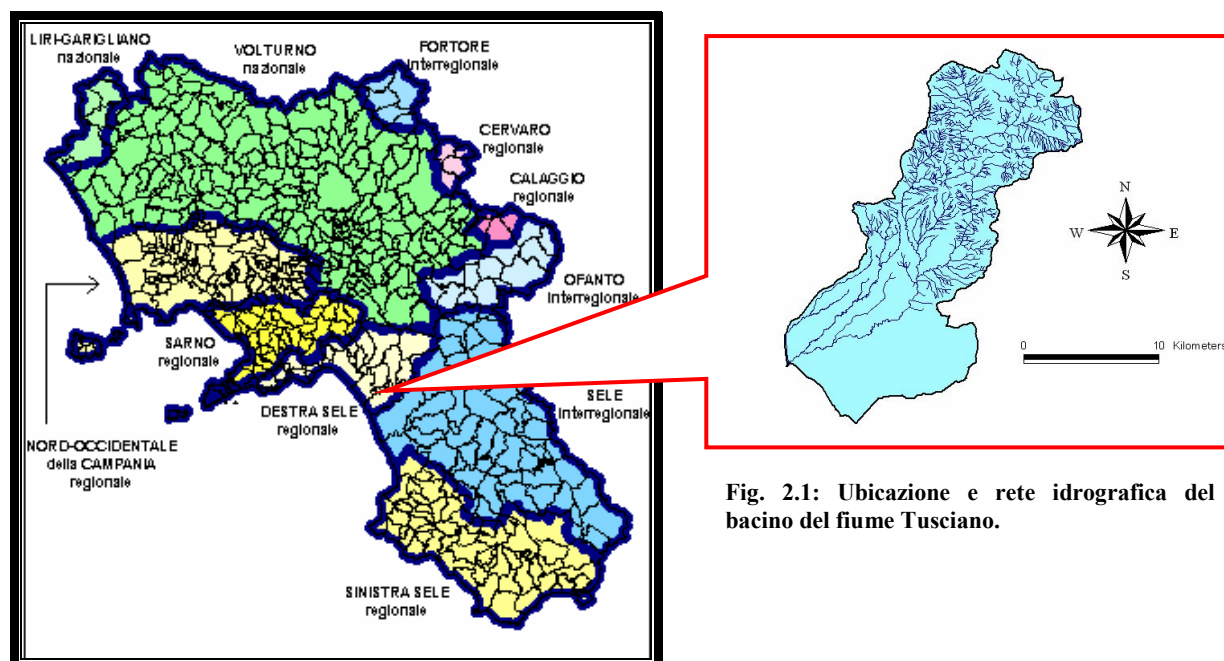 LIRI-GARIGLIANO
nazionale
VOLTURNO
nazionale
FORTORE
interregionale
CERVARO
regionale
CALAGGIO
regionale
OFANTO
interregionale
SARNO
regionale
DESTRA SELE
regionale
SELE
interregionale
NORD-OCCIDENTALE
della CAMPANIA
regionale
SINISTRA SELE
regionale
N
W E
S
0 10 Kilometers
Fig. 2.1: Ubicazione e rete idrografica del
bacino del fiume Tusciano.